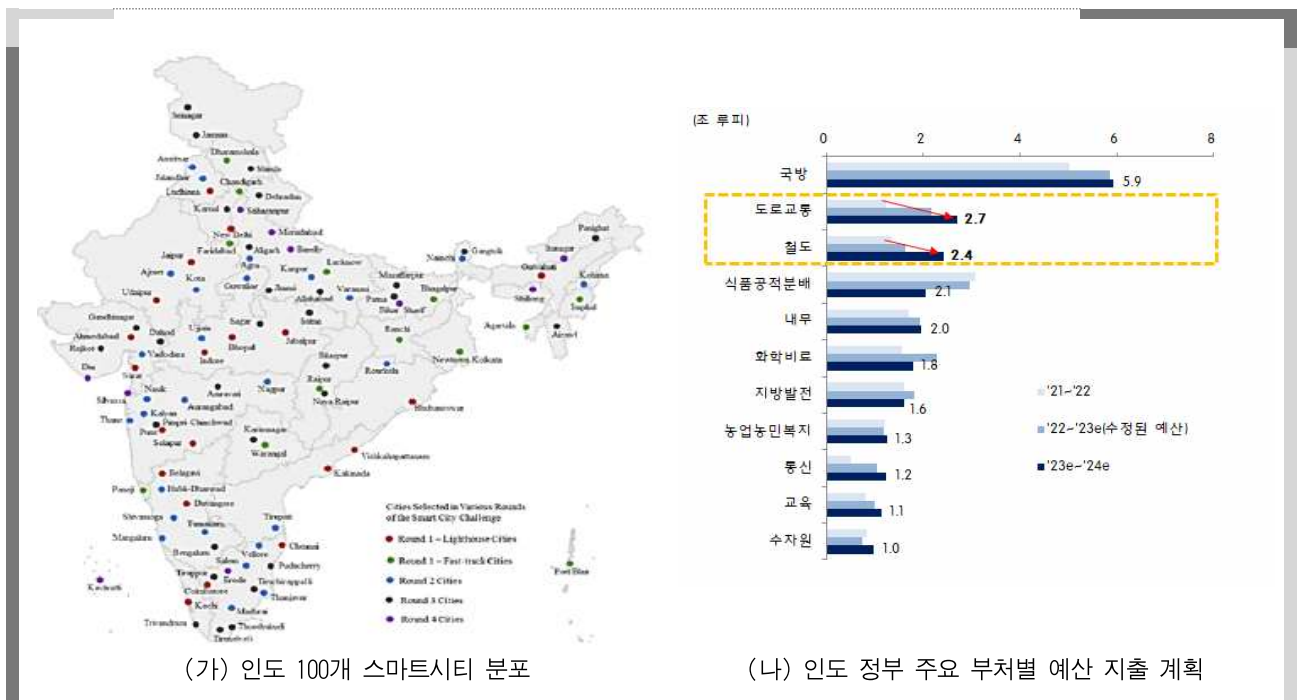 Srinagar
Jammu
Dharamshala
Amritsar
Jalandhar
Ludhiana
Chandigarh
Dehradun
Karnal
Saharanpur
New Delhi
Moradabad
Faridabad
Aligarh
Bareilly
Jaipur
Agra
Ajmer
Kota
Kanpur
Lucknow
Namchi
Gangtok
Itanagar
Pasighat
Guwahati
Kohima
Udaipur
Gwalior
Jhansi
Allahabad
Varanasi
Muzaffarpur
Patna
Bihar Sharif
Bhagalpur
Shillong
Imphal
Gandhinagar
Ahmedabad
Rajkot
Dahod
Ujjain
Sagar
Satna
Ranchi
Agartala
Aizawl
Vadodara
Indore
Bhopal
Jabalpur
Bilaspur
Rourkela
Newtown Kolkata
Diu
Surat
Silvassa
Nasik
Amravati
Nagpur
Raipur
Naya Raipur
Aurangabad
Thane
Kalyan
Pimpri-Chinchwad
Pune
Solapur
Karimnagar
Warangal
Bhubaneswar
Vishkahapattanam
Kakinada
Belagavi
Panaji
Hubli-Dharwad
Davangere
Shivamoga
Tumakuru
Tirupati
Mangaluru
Bengaluru
Vellore
Chennai
Salem
Puducherry
Tiruppur
Erode
Tiruchirappalli
Coimbatore
Thanjavur
Kavaratti
Kochi
Madurai
Trivandrum
Thoothukudi
Tirunelveli
Port Blair
Cities Selected in Various Rounds
of the Smart City Challenge
Round 1 – Lighthouse Cities
Round 1 – Fast-track Cities
Round 2 Cities
Round 3 Cities
Round 4 Cities
(가) 인도 100개 스마트시티 분포
(조 루피)
0 2 4 6 8
국방 5.9
도로교통 2.7
철도 2.4
식품공적분배 2.1
내무 2.0
화학비료 1.8
지방발전 1.6
농업농민복지 1.3
통신 1.2
교육 1.1
수자원 1.0
'21~'22
'22~'23e(수정된 예산)
'23e~'24e
(나) 인도 정부 주요 부처별 예산 지출 계획